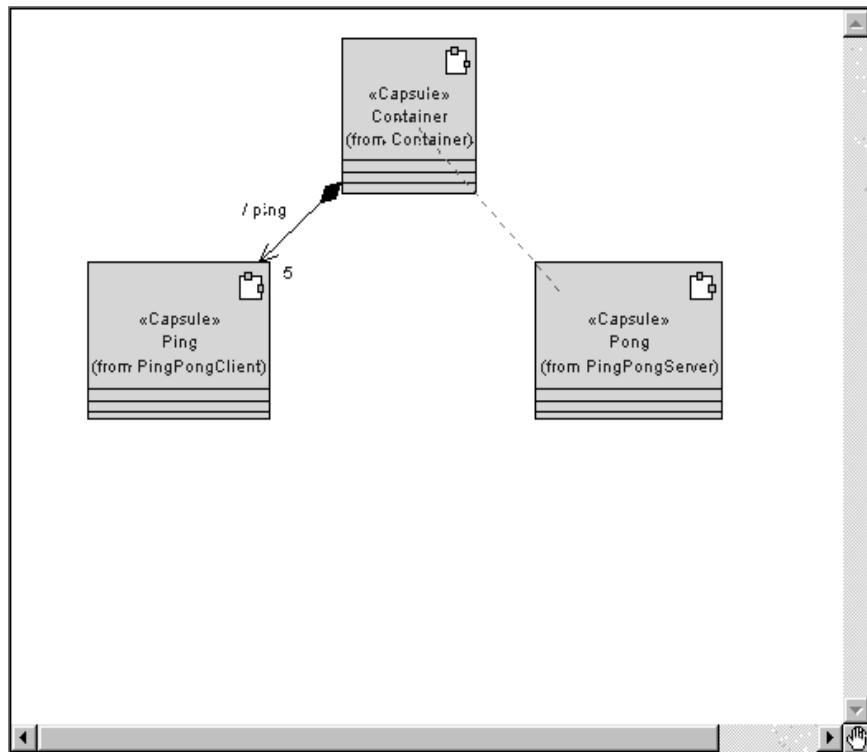 «Capsule»
Container
(from Container)
/ ping
5
«Capsule»
Ping
(from PingPongClient)
«Capsule»
Pong
(from PingPongServer)